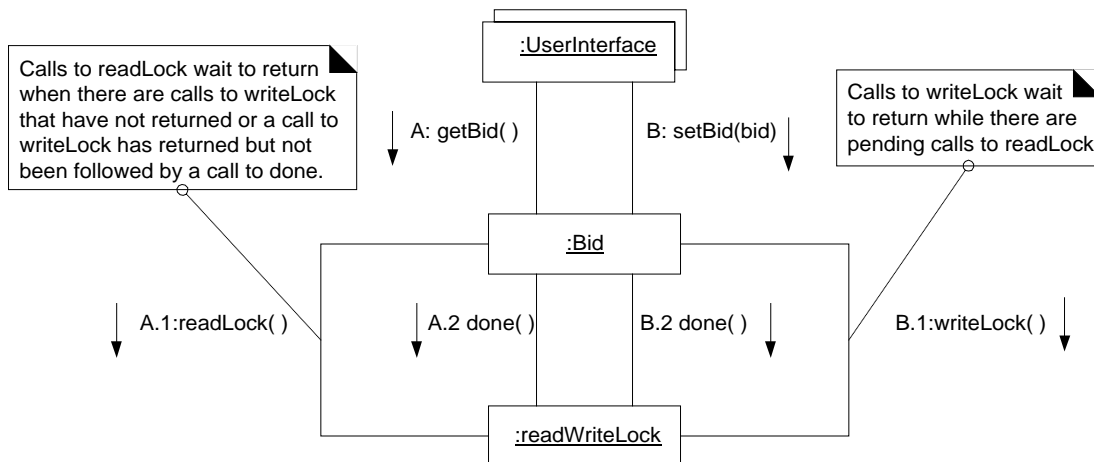 :UserInterface
Calls to readLock wait to return
when there are calls to writeLock
that have not returned or a call to
writeLock has returned but not
been followed by a call to done.
Calls to writeLock wait
to return while there are
pending calls to readLock
A: getBid( )
B: setBid(bid)
:Bid
A.1:readLock( )
A.2 done( )
B.2 done( )
B.1:writeLock( )
:readWriteLock